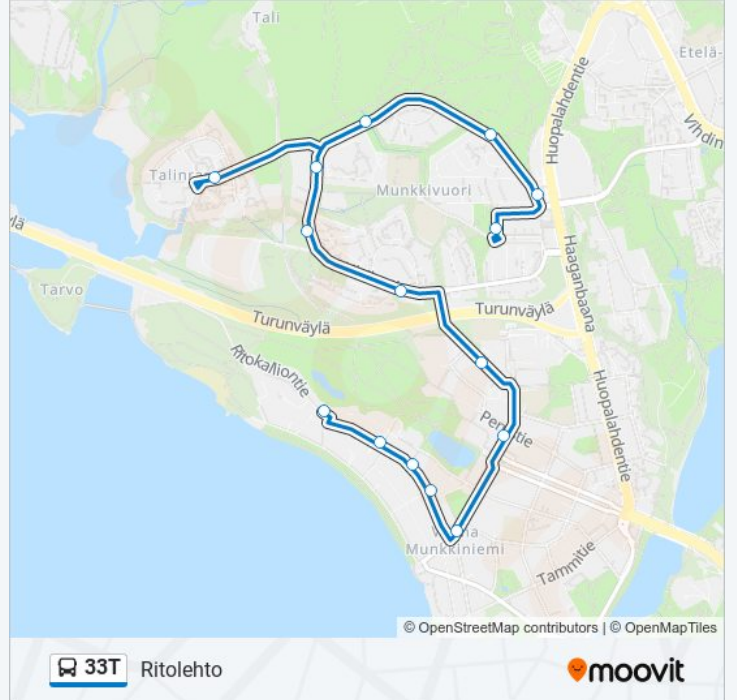 Tali
Etelä-
Huopalahdentie
Vihdin
Talinra
Munkkivuori
ylä
Haaganbaana
Tarvo
Turunväylä
Turunväylä
Ritokalliontie
Huopalahdentie
Munkkiniemi
Tammitie
© OpenStreetMap contributors | © OpenMapTiles
33T
Ritolehto
moovit